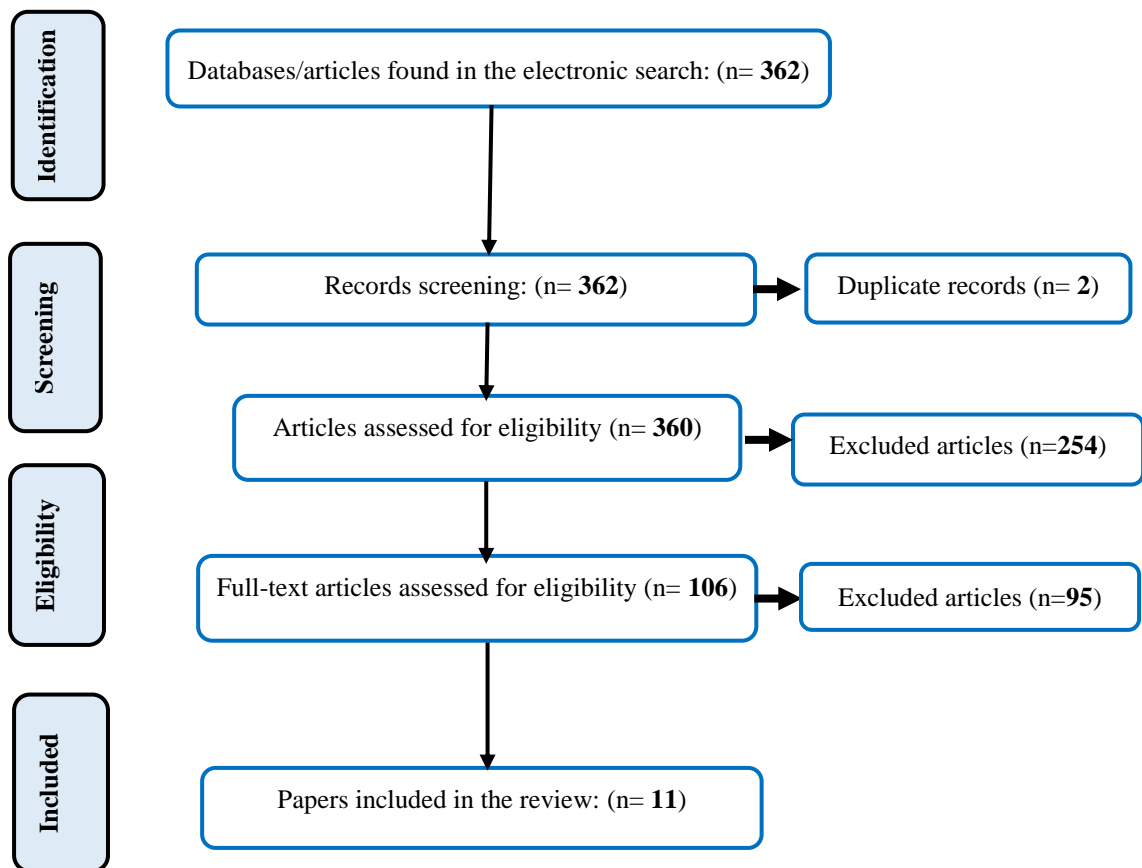 Identification
Databases/articles found in the electronic search: (n= 362)
Screening
Records screening: (n= 362)
Duplicate records (n= 2)
Articles assessed for eligibility (n= 360)
Excluded articles (n=254)
Eligibility
Full-text articles assessed for eligibility (n= 106)
Excluded articles (n=95)
Included
Papers included in the review: (n= 11)